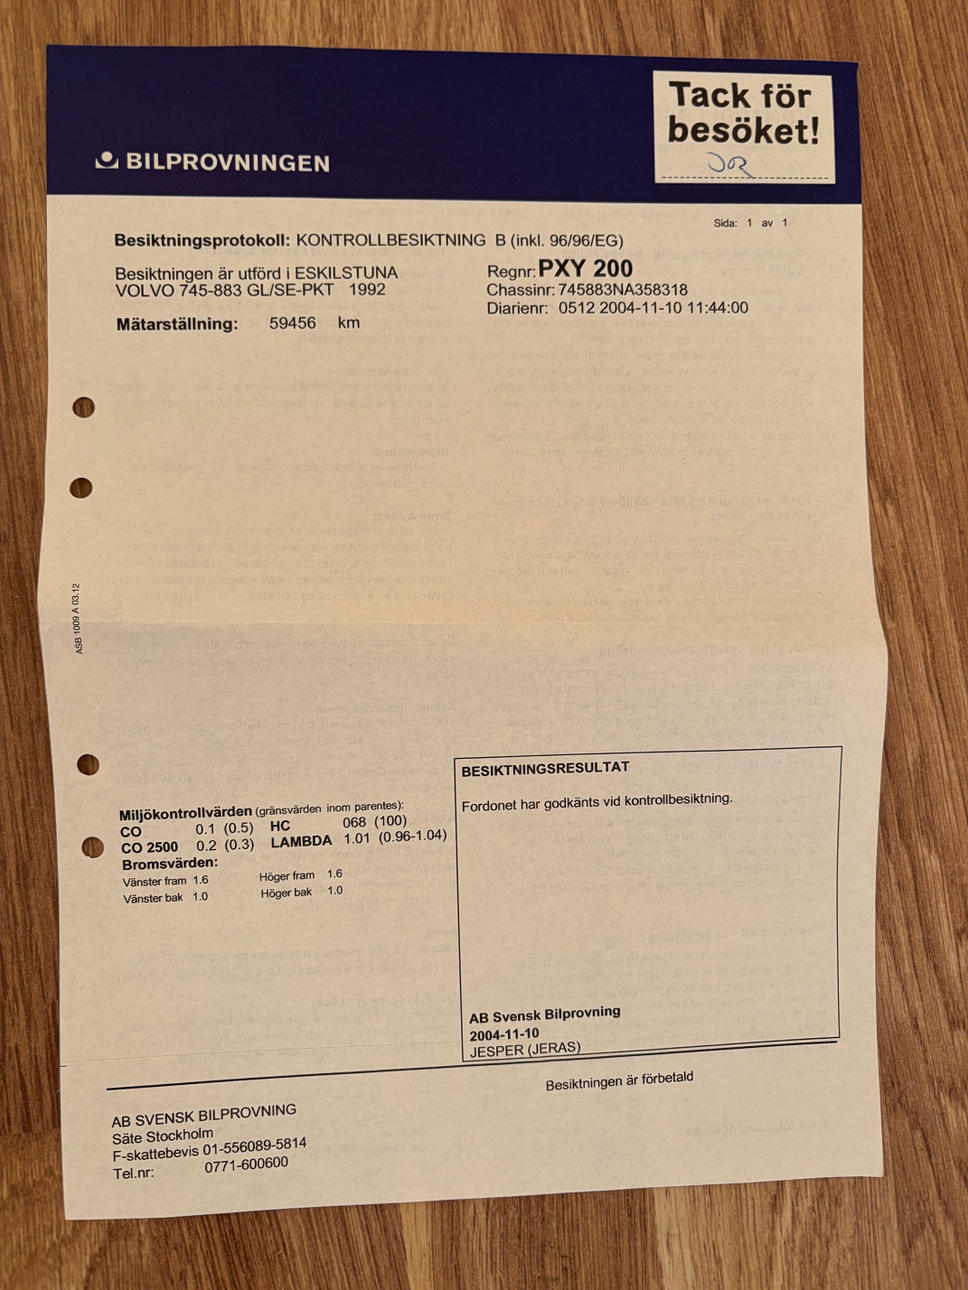 BILPROVNINGEN
Tack för
besöket!
Sida: 1 av 1
Besiktningsprotokoll: KONTROLLBESIKTNING B (inkl. 96/96/EG)
Besiktningen är utförd i ESKILSTUNA
VOLVO 745-883 GL/SE-PKT 1992
Mätarställning: 59456 km
Regnr: PXY 200
Chassinr: 745883NA358318
Diarienr: 0512 2004-11-10 11:44:00
ASB 1009 A 03.12
Miljökontrollvärden (gränsvärden inom parentes):
CO 0.1 (0.5) HC 068 (100)
CO 2500 0.2 (0.3) LAMBDA 1.01 (0.96-1.04)
Bromsvärden:
Vänster fram 1.6 Höger fram 1.6
Vänster bak 1.0 Höger bak 1.0
BESIKTNINGSRESULTAT
Fordonet har godkänts vid kontrollbesiktning.
AB Svensk Bilprovning
2004-11-10
JESPER (JERAS)
Besiktningen är förbetald
AB SVENSK BILPROVNING
Säte Stockholm
F-skattebevis 01-556089-5814
Tel.nr: 0771-600600